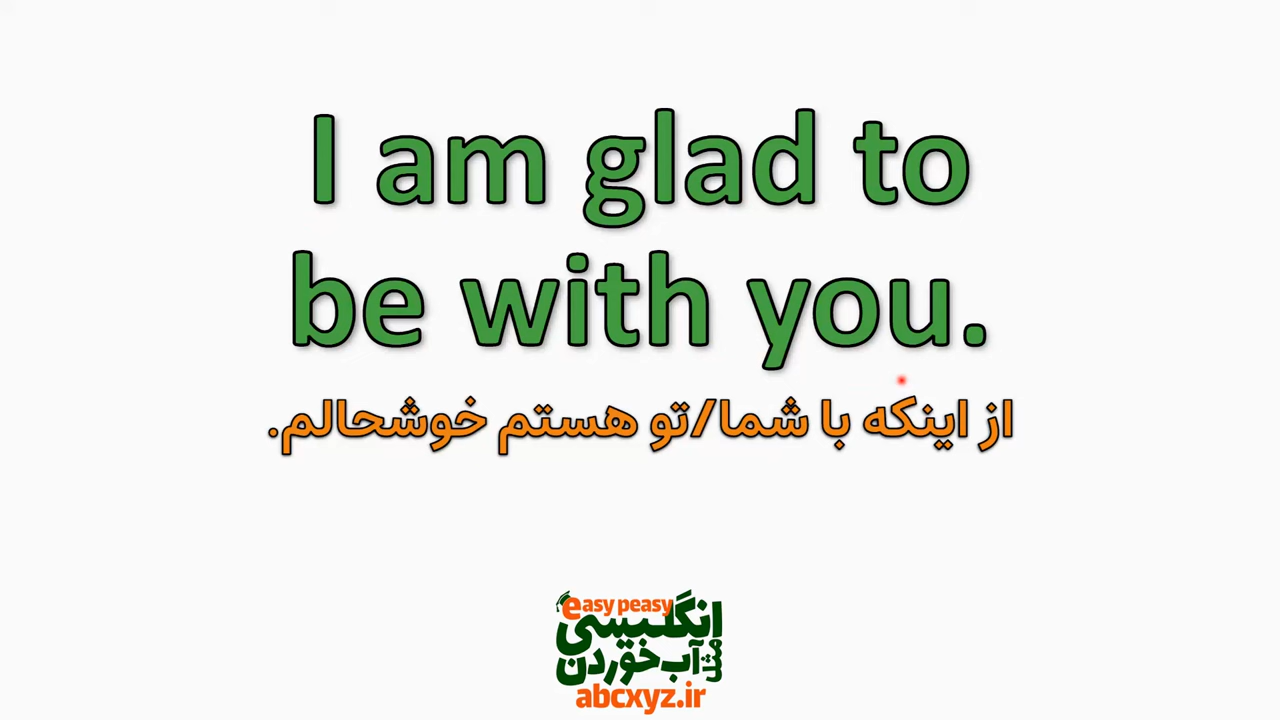 I am glad to
be with you.
از اینکه با شما/تو هستم خوشحالم.
easy peasy
انگلیسی
مثل آب خوردن
abcxyz.ir